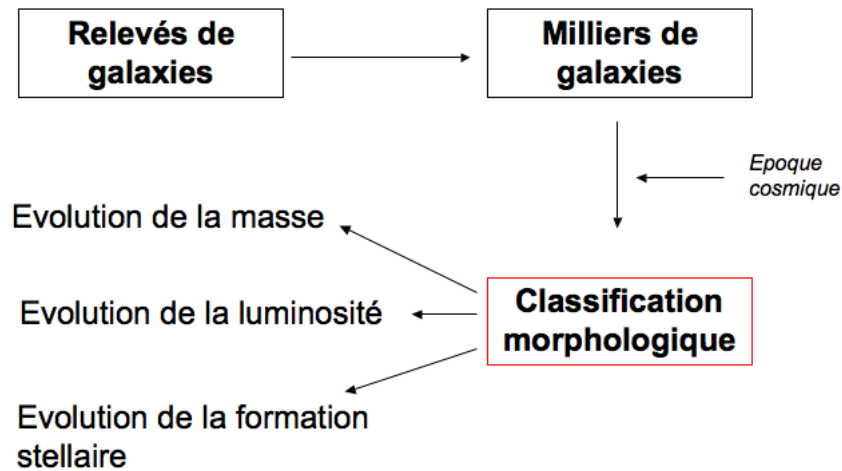 Relevés de
galaxies
Milliers de
galaxies
Epoque
cosmique
Evolution de la masse
Evolution de la luminosité
Classification
morphologique
Evolution de la formation
stellaire